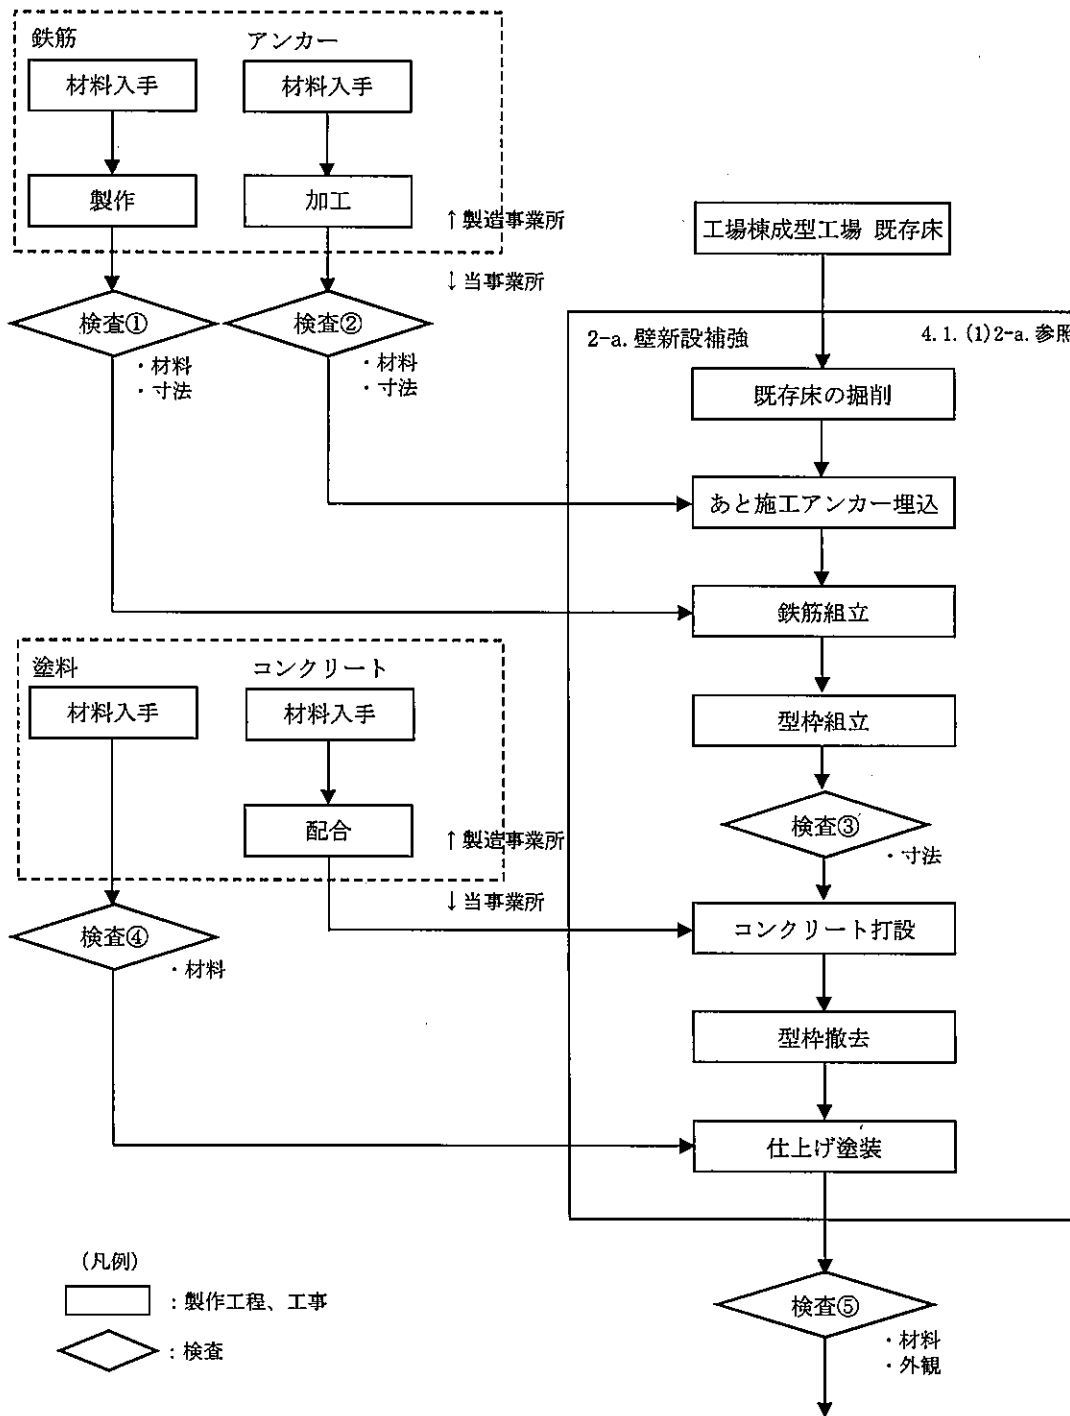 鉄筋
アンカー
材料入手
材料入手
製作
加工
↑製造事業所
↓当事業所
検査①
・材料
・寸法
検査②
・材料
・寸法
工場棟成型工場 既存床
2-a. 壁新設補強
4.1.(1)2-a.参照
既存床の掘削
あと施工アンカー埋込
鉄筋組立
型枠組立
検査③
・寸法
塗料
コンクリート
材料入手
材料入手
配合
↑製造事業所
↓当事業所
検査④
・材料
コンクリート打設
型枠撤去
仕上げ塗装
検査⑤
・材料
・外観
(凡例)
：製作工程、工事
：検査